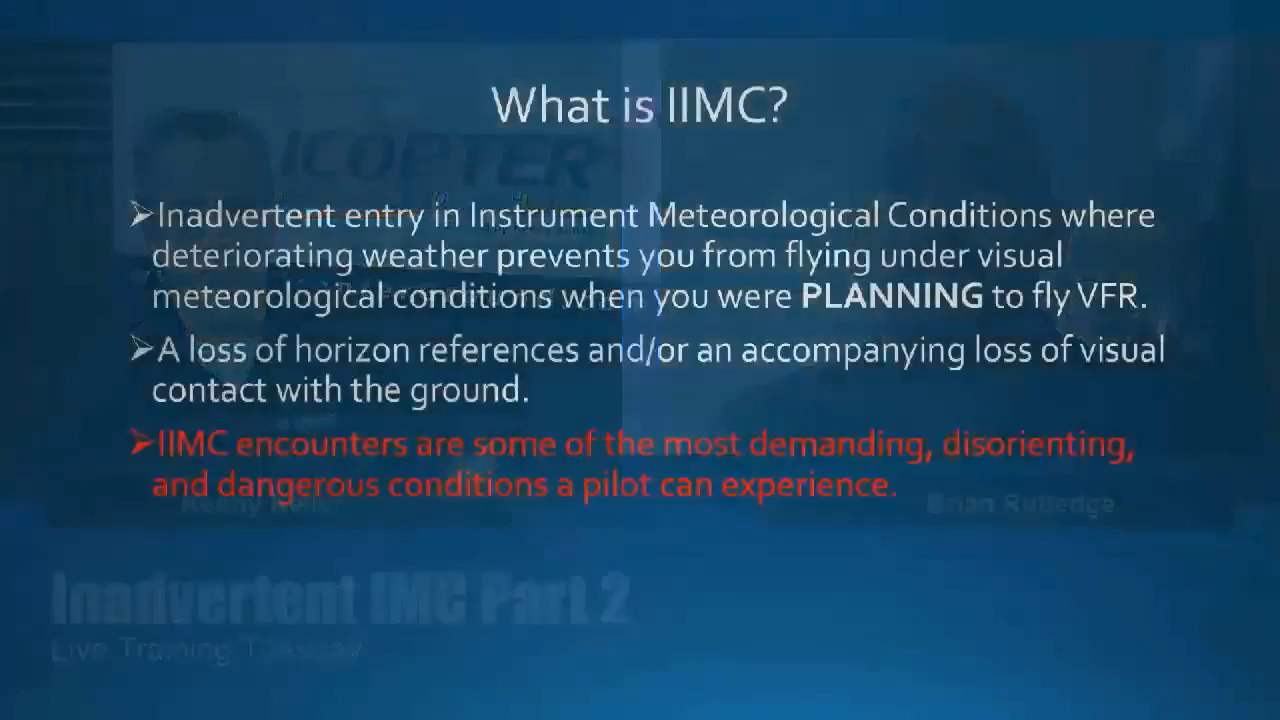 What is IIMC?
ICOPTER
➢Inadvertent entry in Instrument Meteorological Conditions where
deteriorating weather prevents you from flying under visual
meteorological conditions when you were PLANNING to fly VFR.
➢A loss of horizon references and/or an accompanying loss of visual
contact with the ground.
➢IIMC encounters are some of the most demanding, disorienting,
and dangerous conditions a pilot can experience.
Brian Rutledge
Inadvertent IMC Part 2
Live Training Tuesday